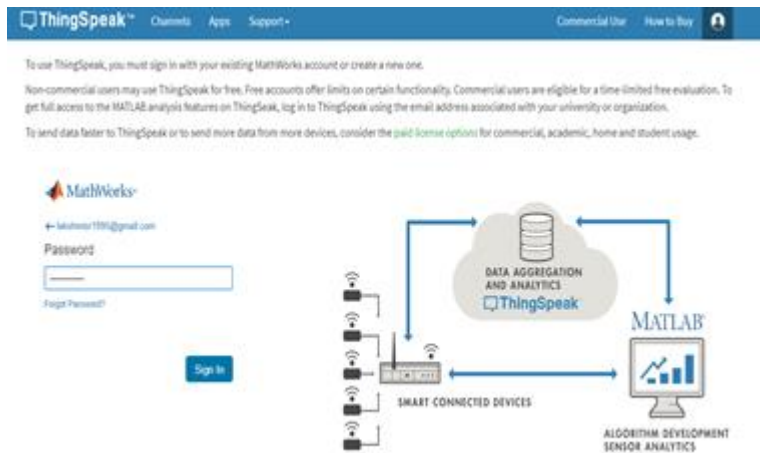 ThingSpeak™ Channels Apps Support Commercial Use How to Buy
To use ThingSpeak, you must sign in with your existing MathWorks account or create a new one.
Non-commercial users may use ThingSpeak for free. Free accounts offer limits on certain functionality. Commercial users are eligible for a time-limited free evaluation. To
get full access to the MATLAB analysis features on ThingSpeak, log in to ThingSpeak using the email address associated with your university or organization.
To send data faster to ThingSpeak or to send more data from more devices, consider the paid license options for commercial, academic, home and student usage.
MathWorks®
Password
Forgot Password?
Sign In
DATA AGGREGATION
AND ANALYTICS
ThingSpeak
MATLAB
SMART CONNECTED DEVICES
ALGORITHM DEVELOPMENT
SENSOR ANALYTICS